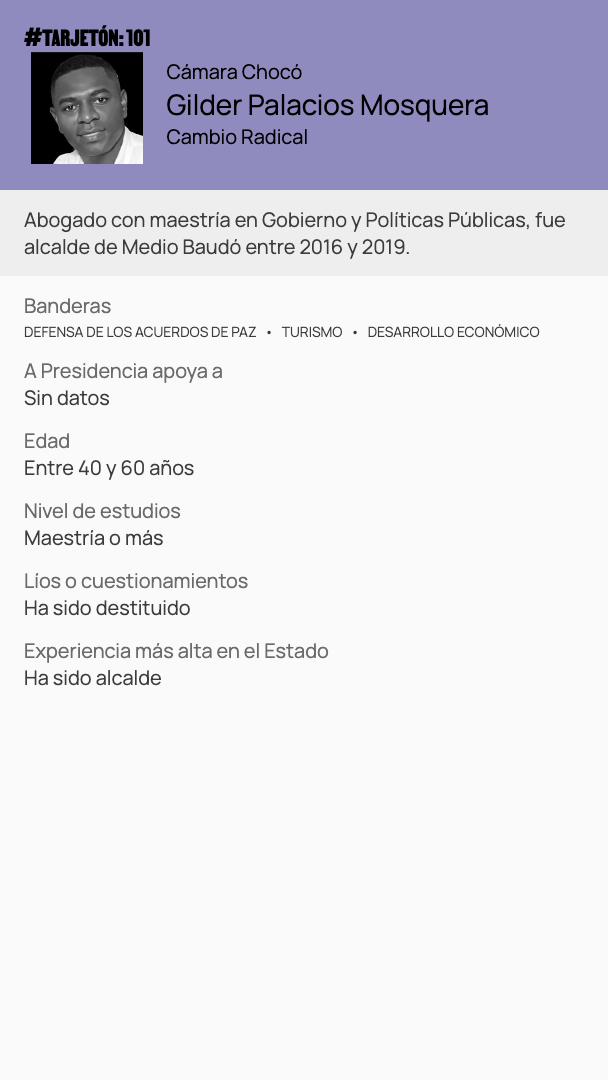 #TARJETÓN: 101
Cámara Chocó
Gilder Palacios Mosquera
Cambio Radical
Abogado con maestría en Gobierno y Políticas Públicas, fue
alcalde de Medio Baudó entre 2016 y 2019.
Banderas
DEFENSA DE LOS ACUERDOS DE PAZ • TURISMO • DESARROLLO ECONÓMICO
A Presidencia apoya a
Sin datos
Edad
Entre 40 y 60 años
Nivel de estudios
Maestría o más
Líos o cuestionamientos
Ha sido destituido
Experiencia más alta en el Estado
Ha sido alcalde